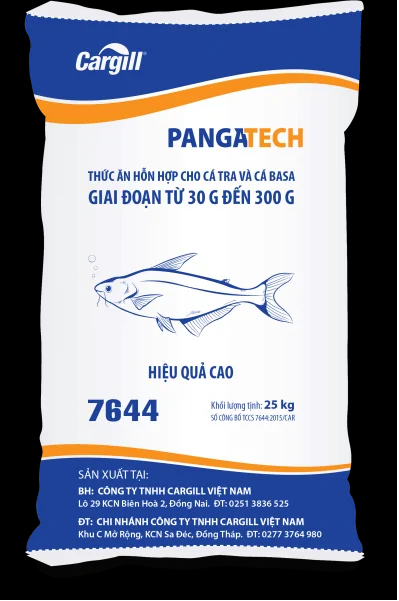 Cargill®
PANGATECH
THỨC ĂN HỖN HỢP CHO CÁ TRA VÀ CÁ BASA
GIAI ĐOẠN TỪ 30 G ĐẾN 300 G
HIỆU QUẢ CAO
7644
Khối lượng tịnh: 25 kg
SỐ CÔNG BỐ TCCS 7644:2015/CAR
SẢN XUẤT TẠI:
BH: CÔNG TY TNHH CARGILL VIỆT NAM
Lô 29 KCN Biên Hoà 2, Đồng Nai. ĐT: 0251 3836 525
ĐT: CHI NHÁNH CÔNG TY TNHH CARGILL VIỆT NAM
Khu C Mở Rộng, KCN Sa Đéc, Đồng Tháp. ĐT: 0277 3764 980